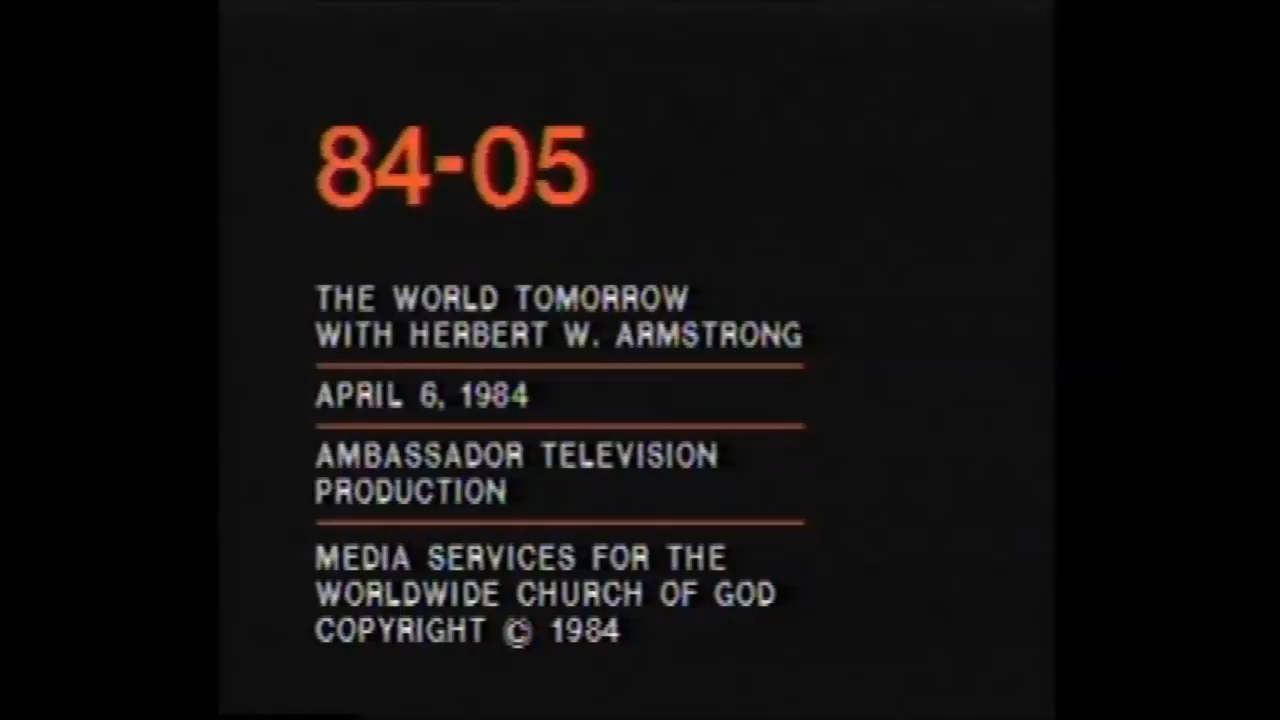 84-05
THE WORLD TOMORROW
WITH HERBERT W. ARMSTRONG
APRIL 6, 1984
AMBASSADOR TELEVISION
PRODUCTION
MEDIA SERVICES FOR THE
WORLDWIDE CHURCH OF GOD
COPYRIGHT © 1984